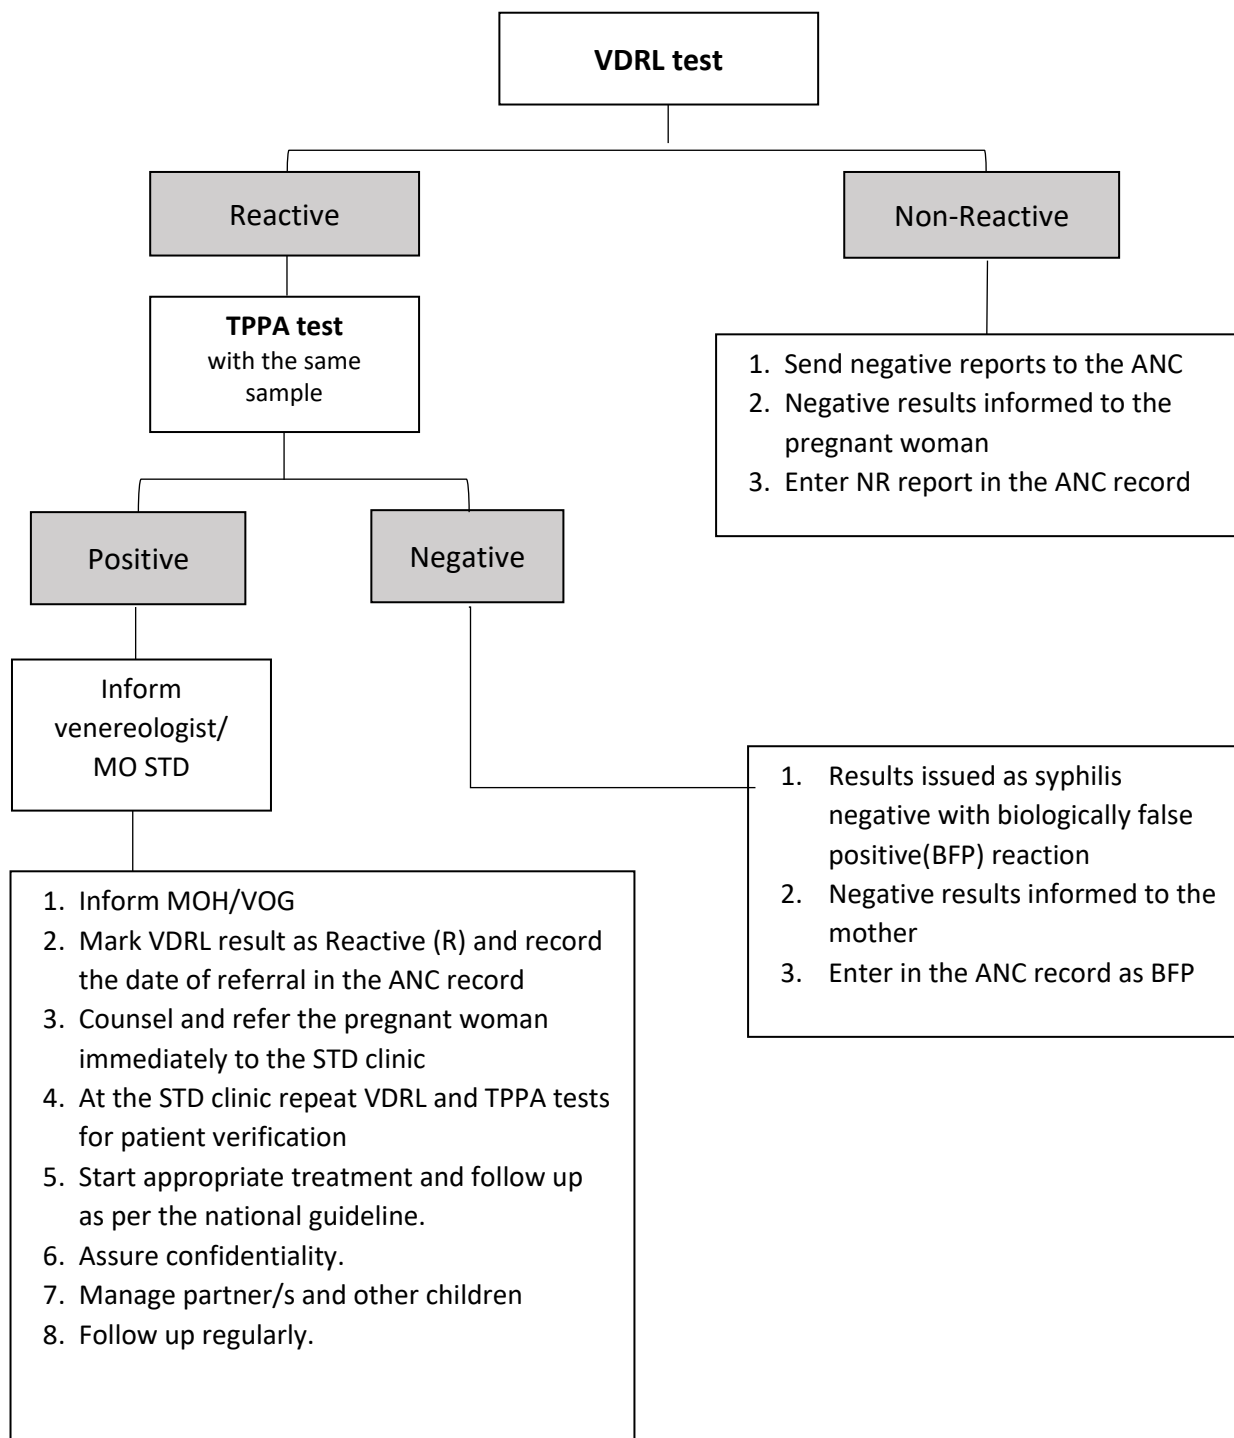 VDRL test
Reactive
Non-Reactive
TPPA test
with the same
sample
1. Send negative reports to the ANC
2. Negative results informed to the
pregnant woman
3. Enter NR report in the ANC record
Positive
Negative
Inform
venereologist/
MO STD
1. Results issued as syphilis
negative with biologically false
positive(BFP) reaction
2. Negative results informed to the
mother
3. Enter in the ANC record as BFP
1. Inform MOH/VOG
2. Mark VDRL result as Reactive (R) and record
the date of referral in the ANC record
3. Counsel and refer the pregnant woman
immediately to the STD clinic
4. At the STD clinic repeat VDRL and TPPA tests
for patient verification
5. Start appropriate treatment and follow up
as per the national guideline.
6. Assure confidentiality.
7. Manage partner/s and other children
8. Follow up regularly.